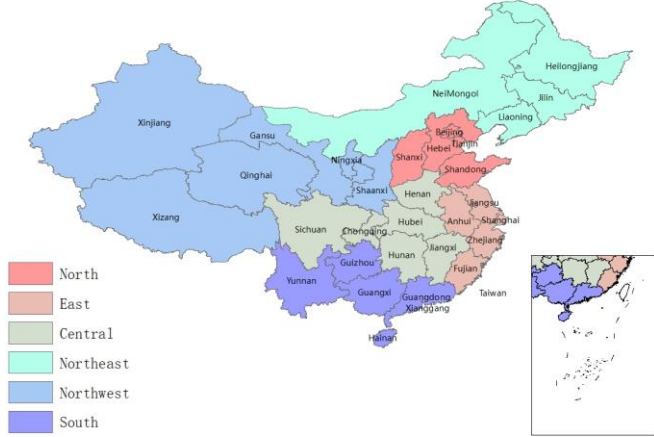 Heilongjiang
NeiMongol
Jilin
Xinjiang
Liaoning
Gansu
Beijing
Tianjin
Hebei
Ningxia
Shanxi
Shandong
Qinghai
Shaanxi
Henan
Jiangsu
Xizang
Anhui
Shanghai
Hubei
Sichuan
Chongqing
Zhejiang
Jiangxi
Hunan
Guizhou
Fujian
Yunnan
Taiwan
Guangxi
Guangdong
Xianggang
Hainan
North
East
Central
Northeast
Northwest
South